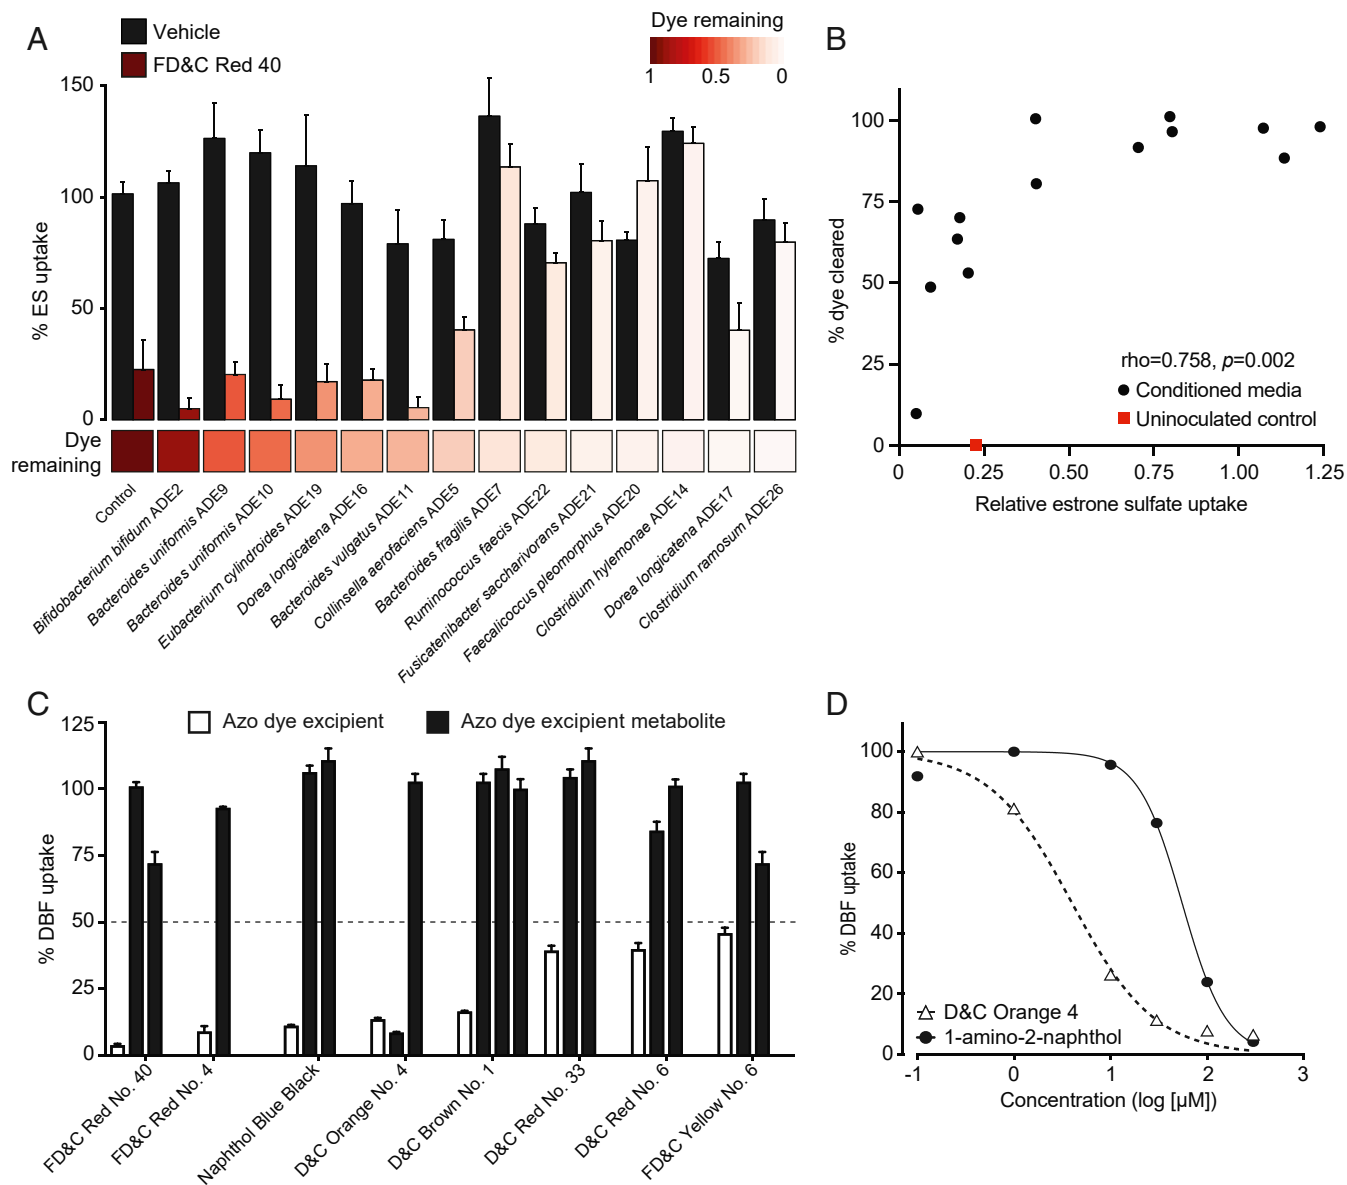 A
Vehicle
FD&C Red 40
Dye remaining
1 0.5 0
% ES uptake
150
100
50
0
Dye remaining
Control
Bifidobacterium bifidum ADE2
Bacteroides uniformis ADE9
Bacteroides uniformis ADE10
Eubacterium cylindroides ADE19
Dorea longicatena ADE16
Bacteroides vulgatus ADE11
Collinsella aerofaciens ADE5
Bacteroides fragilis ADE7
Ruminococcus faecis ADE22
Fusicatenibacter saccharivorans ADE21
Faecalicoccus pleomorphus ADE20
Clostridium hylemonae ADE14
Dorea longicatena ADE17
Clostridium ramosum ADE26
B
% dye cleared
100
75
50
25
0
rho=0.758, p=0.002
Conditioned media
Uninoculated control
0 0.25 0.50 0.75 1.00 1.25
Relative estrone sulfate uptake
C
Azo dye excipient
Azo dye excipient metabolite
% DBF uptake
125
100
75
50
25
0
FD&C Red No. 40
FD&C Red No. 4
Naphthol Blue Black
D&C Orange No. 4
D&C Brown No. 1
D&C Red No. 33
D&C Red No. 6
FD&C Yellow No. 6
D
% DBF uptake
100
80
60
40
20
0
D&C Orange 4
1-amino-2-naphthol
-1 0 1 2 3
Concentration (log [µM])